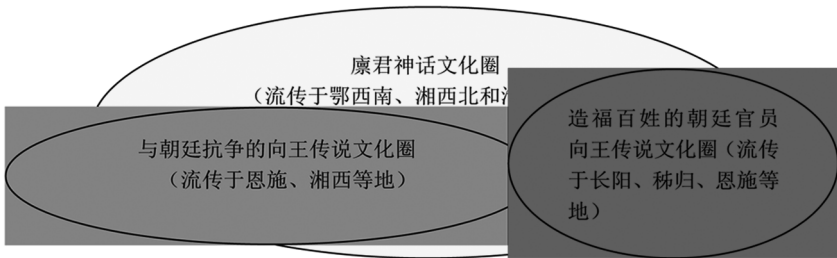 廪君神话文化圈
（流传于鄂西南、湘西北和
与朝廷抗争的向王传说文化圈
（流传于恩施、湘西等地）
造福百姓的朝廷官员
向王传说文化圈（流传
于长阳、秭归、恩施等
地）